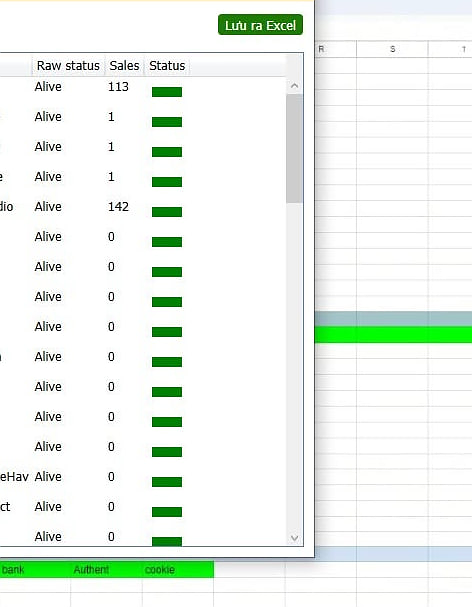 Lưu ra Excel
R S T
Raw status Sales Status
Alive 113
Alive 1
Alive 1
e Alive 1
dio Alive 142
Alive 0
Alive 0
Alive 0
Alive 0
Alive 0
Alive 0
Alive 0
Alive 0
eHav Alive 0
ct Alive 0
Alive 0
bank Authent cookie